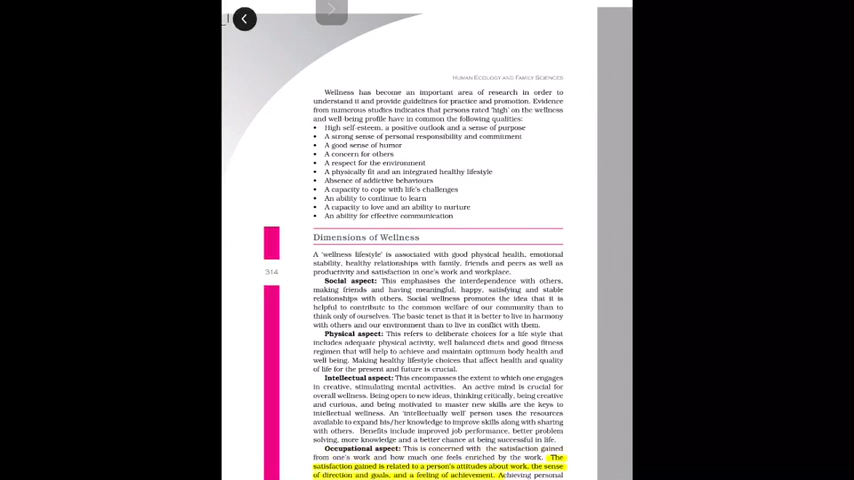 HUMAN ECOLOGY AND FAMILY SCIENCES
Wellness has become an important area of research in order to
understand it and provide guidelines for practice and promotion. Evidence
from numerous studies indicates that persons rated 'high' on the wellness
and well-being profile have in common the following qualities:
• High self-esteem, a positive outlook and a sense of purpose
• A strong sense of personal responsibility and commitment
• A good sense of humor
• A concern for others
• A respect for the environment
• A physically fit and an integrated healthy lifestyle
• Absence of addictive behaviours
• A capacity to cope with life's challenges
• An ability to continue to learn
• A capacity to love and an ability to nurture
• An ability for effective communication
Dimensions of Wellness
A 'wellness lifestyle' is associated with good physical health, emotional
stability, healthy relationships with family, friends and peers as well as
314
productivity and satisfaction in one's work and workplace.
Social aspect: This emphasises the interdependence with others,
making friends and having meaningful, happy, satisfying and stable
relationships with others. Social wellness promotes the idea that it is
helpful to contribute to the common welfare of our community than to
think only of ourselves. The basic tenet is that it is better to live in harmony
with others and our environment than to live in conflict with them.
Physical aspect: This refers to deliberate choices for a life style that
includes adequate physical activity, well balanced diets and good fitness
regimen that will help to achieve and maintain optimum body health and
well being. Making healthy lifestyle choices that affect health and quality
of life for the present and future is crucial.
Intellectual aspect: This encompasses the extent to which one engages
in creative, stimulating mental activities. An active mind is crucial for
overall wellness. Being open to new ideas, thinking critically, being creative
and curious, and being motivated to master new skills are the keys to
intellectual wellness. An 'intellectually well' person uses the resources
available to expand his/her knowledge to improve skills along with sharing
with others. Benefits include improved job performance, better problem
solving, more knowledge and a better chance at being successful in life.
Occupational aspect: This is concerned with the satisfaction gained
from one's work and how much one feels enriched by the work. The
satisfaction gained is related to a person's attitudes about work, the sense
of direction and goals, and a feeling of achievement. Achieving personal